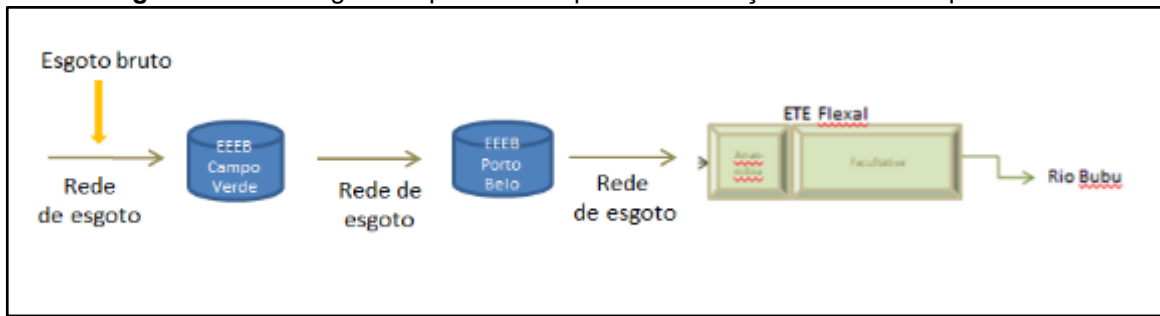 Esgoto bruto
Rede
de esgoto
EEEB
Campo
Verde
Rede de
esgoto
EEEB
Porto
Belo
Rede
de esgoto
ETE Flexal
Facultativa
Rio Bubu